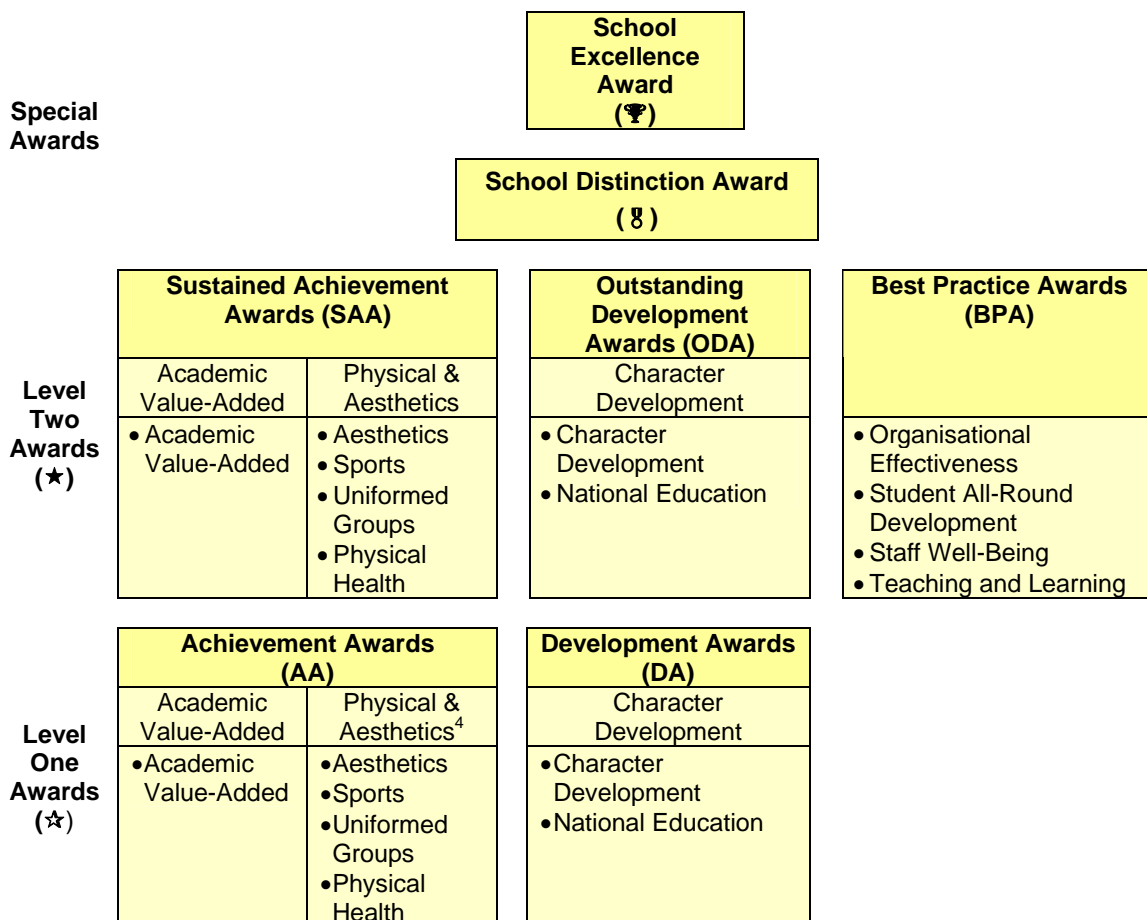 School
Excellence
Award
(🏆)
Special
Awards
School Distinction Award
(🎖)
Sustained Achievement
Awards (SAA)
Outstanding
Development
Awards (ODA)
Best Practice Awards
(BPA)
Level
Two
Awards
(★)
Academic
Value-Added
Physical &
Aesthetics
Character
Development
• Academic
Value-Added
• Aesthetics
• Sports
• Uniformed
Groups
• Physical
Health
• Character
Development
• National Education
• Organisational
Effectiveness
• Student All-Round
Development
• Staff Well-Being
• Teaching and Learning
Achievement Awards
(AA)
Development Awards
(DA)
Level
One
Awards
(☆)
Academic
Value-Added
Physical &
Aesthetics⁴
Character
Development
•Academic
Value-Added
•Aesthetics
•Sports
•Uniformed
Groups
•Physical
Health
•Character
Development
•National Education